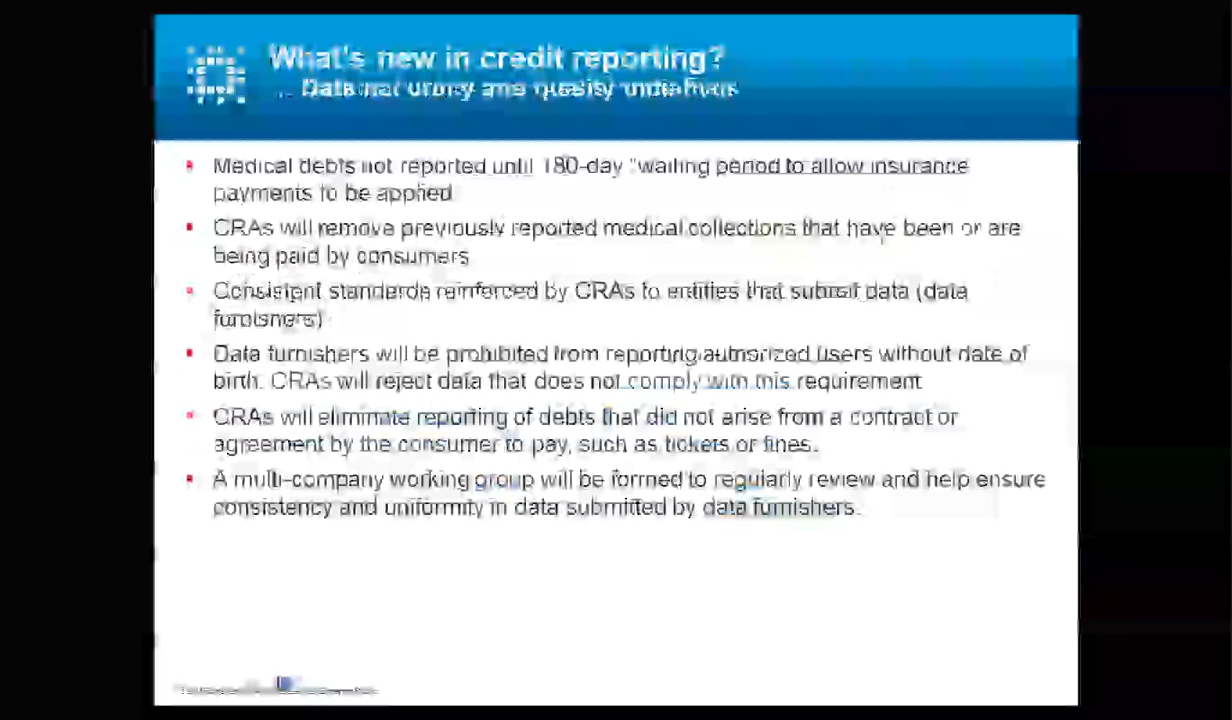 What's new in credit reporting?
... Data and quality
Medical debts not reported until 180-day "waiting period to allow insurance
payments to be applied
CRAs will remove previously reported medical collections that have been or are
being paid by consumers
Consistent standards reinforced by CRAs to entities that submit data (data
furnishers)
Data furnishers will be prohibited from reporting authorized users without date of
birth. CRAs will reject data that does not comply with this requirement
CRAs will eliminate reporting of debts that did not arise from a contract or
agreement by the consumer to pay, such as tickets or fines.
A multi-company working group will be formed to regularly review and help ensure
consistency and uniformity in data submitted by data furnishers.